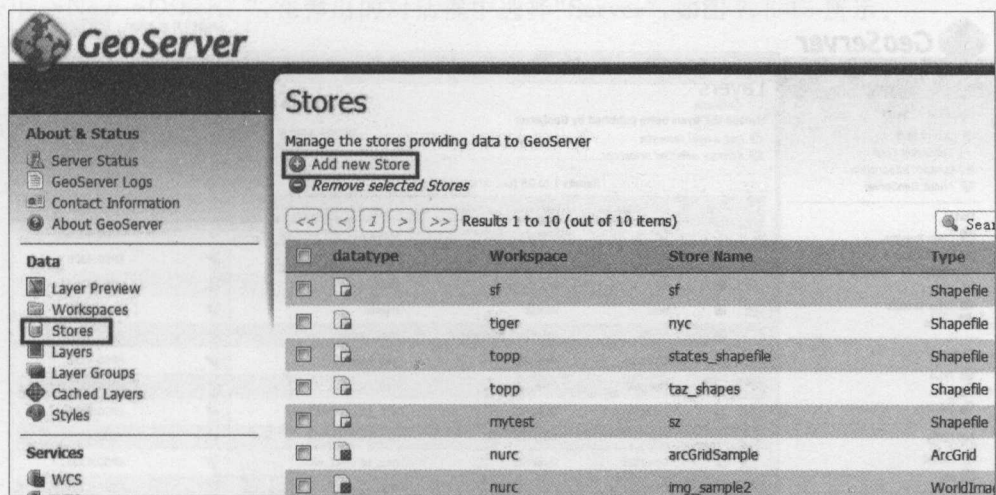 GeoServer
About & Status
Server Status
GeoServer Logs
Contact Information
About GeoServer
Data
Layer Preview
Workspaces
Stores
Layers
Layer Groups
Cached Layers
Styles
Services
WCS
Stores
Manage the stores providing data to GeoServer
Add new Store
Remove selected Stores
<< < 1 > >> Results 1 to 10 (out of 10 items)
datatype Workspace Store Name Type
sf sf Shapefile
tiger nyc Shapefile
topp states_shapefile Shapefile
topp taz_shapes Shapefile
mytest sz Shapefile
nurc arcGridSample ArcGrid
nurc img_sample2